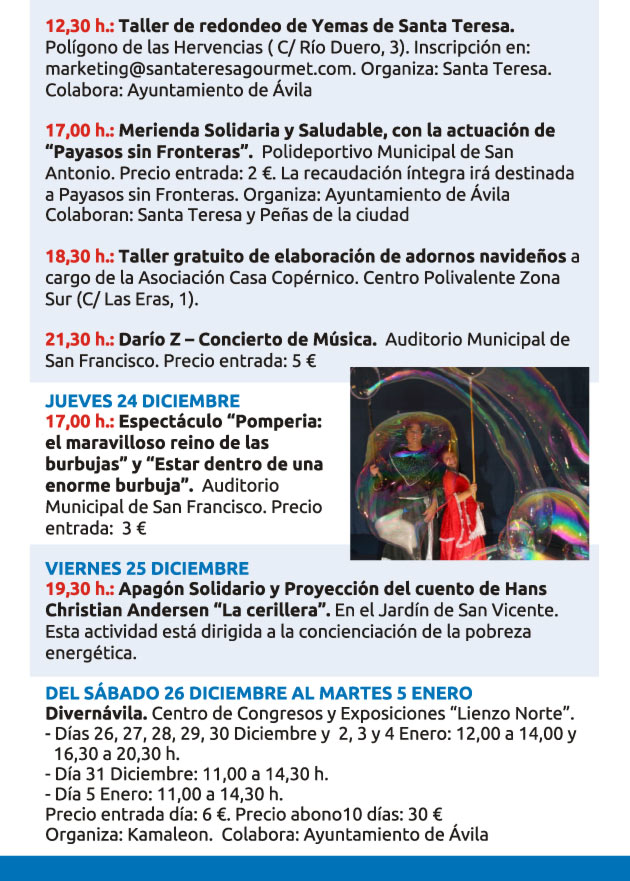 12,30 h.: Taller de redondeo de Yemas de Santa Teresa.
Polígono de las Hervencias ( C/ Río Duero, 3). Inscripción en:
marketing@santateresagourmet.com. Organiza: Santa Teresa.
Colabora: Ayuntamiento de Ávila
17,00 h.: Merienda Solidaria y Saludable, con la actuación de
“Payasos sin Fronteras”. Polideportivo Municipal de San
Antonio. Precio entrada: 2 €. La recaudación íntegra irá destinada
a Payasos sin Fronteras. Organiza: Ayuntamiento de Ávila
Colaboran: Santa Teresa y Peñas de la ciudad
18,30 h.: Taller gratuito de elaboración de adornos navideños a
cargo de la Asociación Casa Copérnico. Centro Polivalente Zona
Sur (C/ Las Eras, 1).
21,30 h.: Darío Z – Concierto de Música. Auditorio Municipal de
San Francisco. Precio entrada: 5 €
JUEVES 24 DICIEMBRE
17,00 h.: Espectáculo “Pomperia:
el maravilloso reino de las
burbujas” y “Estar dentro de una
enorme burbuja”. Auditorio
Municipal de San Francisco. Precio
entrada: 3 €
VIERNES 25 DICIEMBRE
19,30 h.: Apagón Solidario y Proyección del cuento de Hans
Christian Andersen “La cerillera”. En el Jardín de San Vicente.
Esta actividad está dirigida a la concienciación de la pobreza
energética.
DEL SÁBADO 26 DICIEMBRE AL MARTES 5 ENERO
Divernávila. Centro de Congresos y Exposiciones “Lienzo Norte”.
- Días 26, 27, 28, 29, 30 Diciembre y 2, 3 y 4 Enero: 12,00 a 14,00 y
16,30 a 20,30 h.
- Día 31 Diciembre: 11,00 a 14,30 h.
- Día 5 Enero: 11,00 a 14,30 h.
Precio entrada día: 6 €. Precio abono10 días: 30 €
Organiza: Kamaleon. Colabora: Ayuntamiento de Ávila